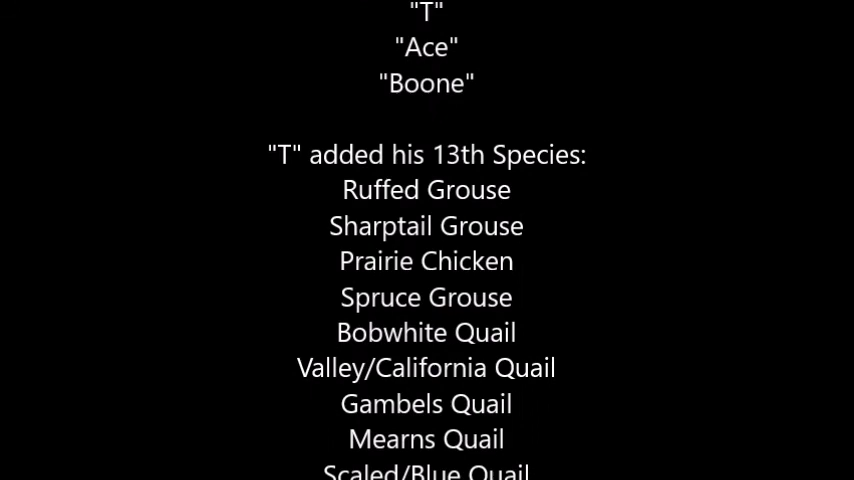 "T"
"Ace"
"Boone"
"T" added his 13th Species:
Ruffed Grouse
Sharptail Grouse
Prairie Chicken
Spruce Grouse
Bobwhite Quail
Valley/California Quail
Gambels Quail
Mearns Quail
Scaled/Blue Quail